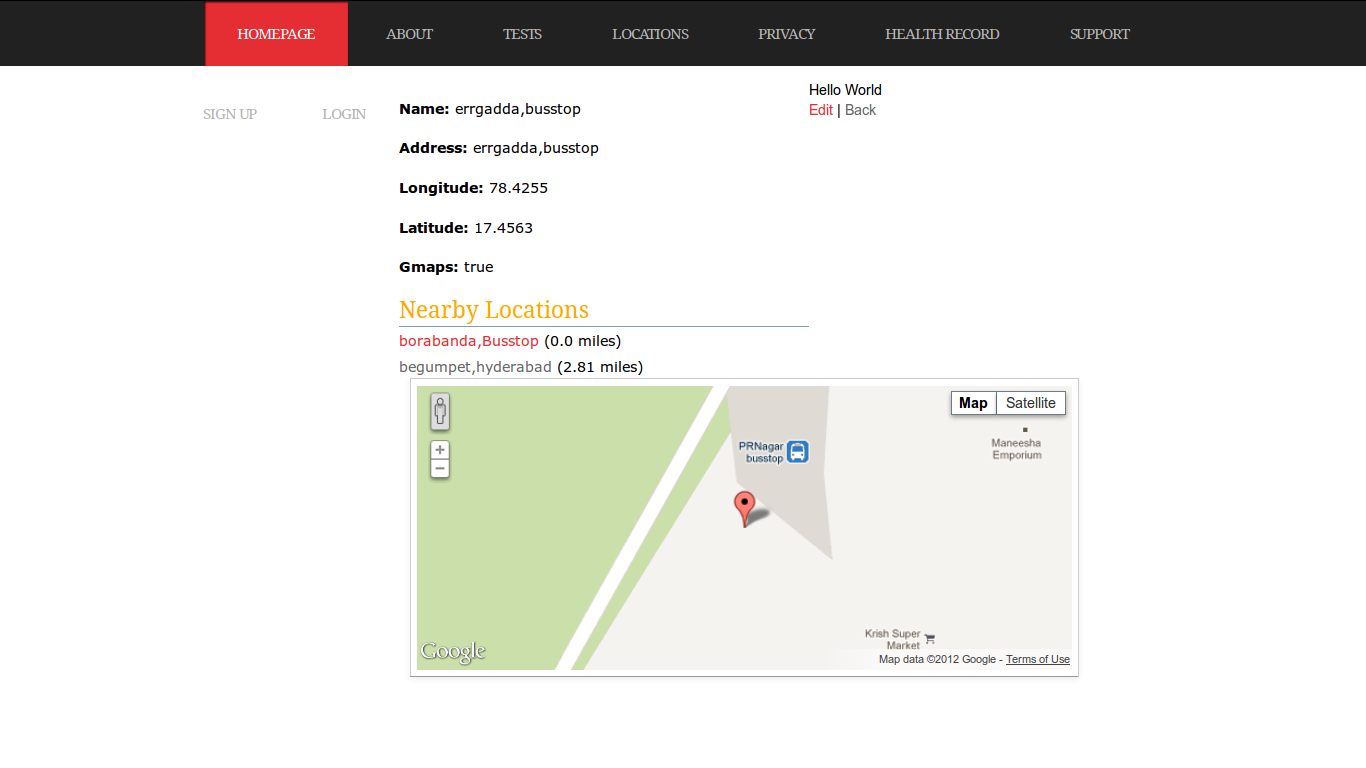 HOMEPAGE ABOUT TESTS LOCATIONS PRIVACY HEALTH RECORD SUPPORT
SIGN UP LOGIN
Name: errgadda,busstop
Address: errgadda,busstop
Longitude: 78.4255
Latitude: 17.4563
Gmaps: true
Nearby Locations
borabanda,Busstop (0.0 miles)
begumpet,hyderabad (2.81 miles)
Hello World
Edit | Back
+
−
Map Satellite
PRNagar
busstop
Maneesha
Emporium
Krish Super
Market
Google
Map data ©2012 Google - Terms of Use